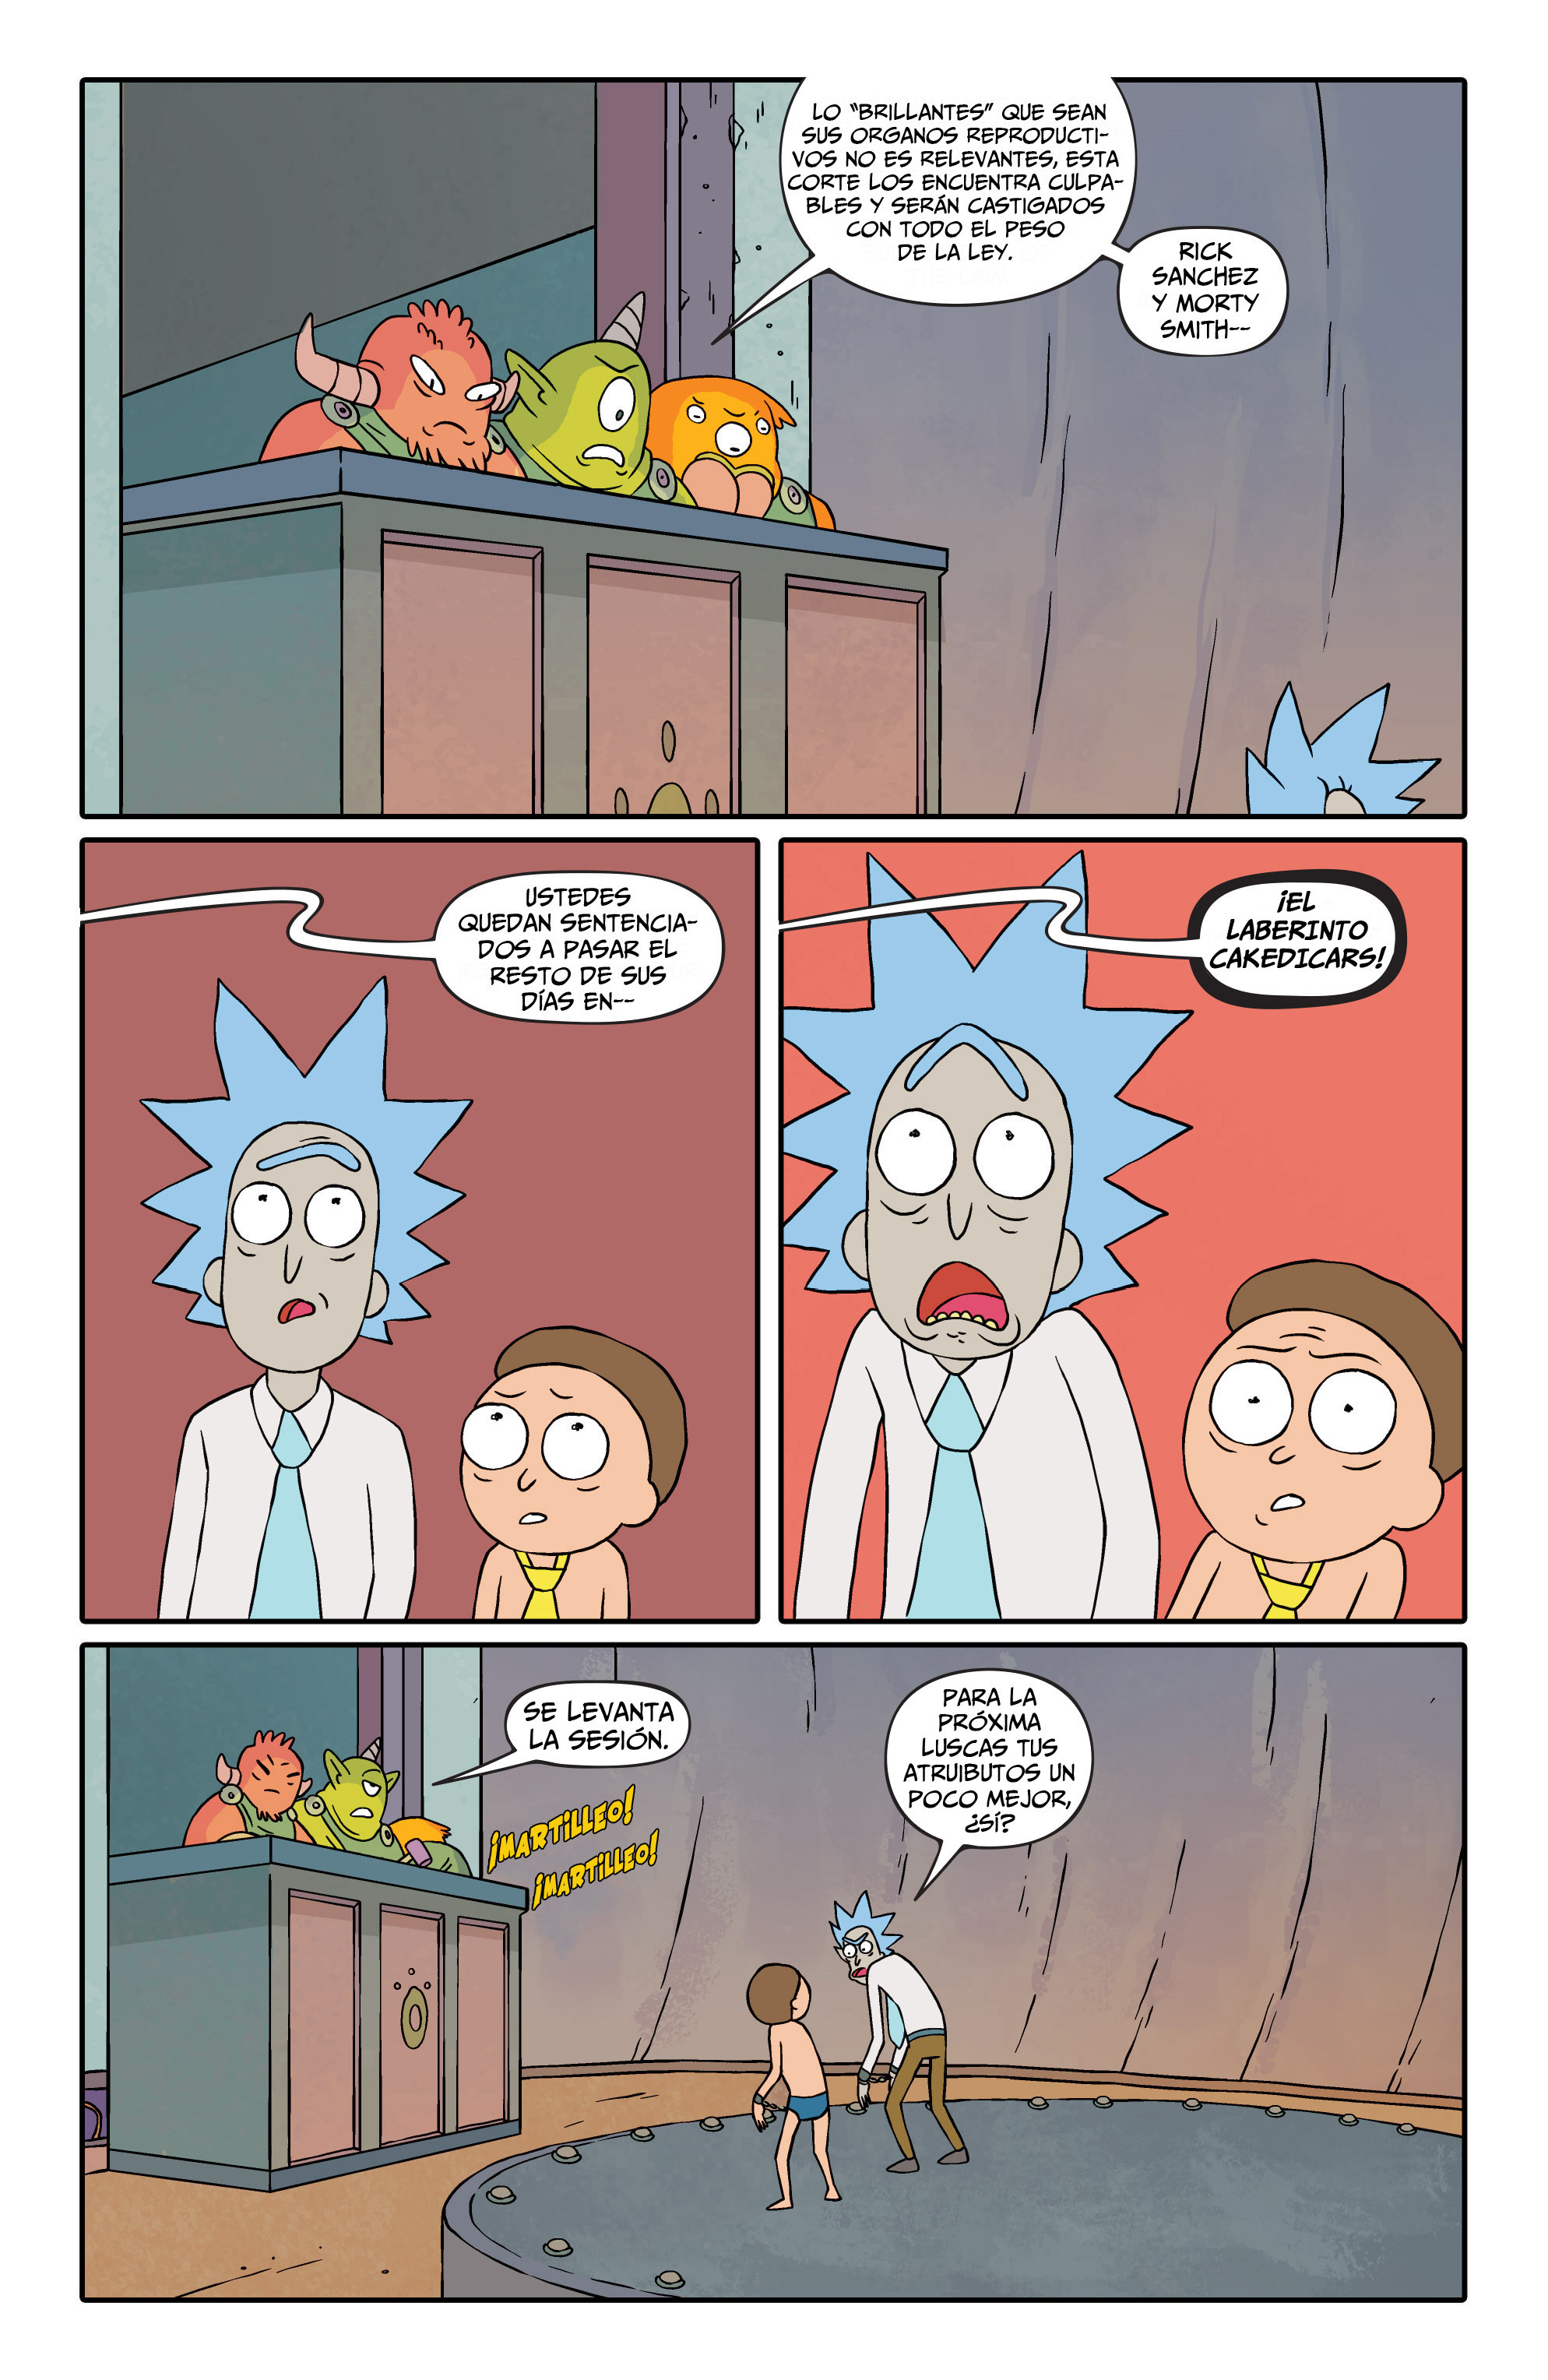 LO "BRILLANTES" QUE SEAN
SUS ORGANOS REPRODUCTI-
VOS NO ES RELEVANTES, ESTA
CORTE LOS ENCUENTRA CULPA-
BLES Y SERÁN CASTIGADOS
CON TODO EL PESO
DE LA LEY.
RICK
SANCHEZ
Y MORTY
SMITH--
USTEDES
QUEDAN SENTENCIA-
DOS A PASAR EL
RESTO DE SUS
DÍAS EN--
¡EL
LABERINTO
CAKEDICARS!
SE LEVANTA
LA SESIÓN.
¡MARTILLEO!
¡MARTILLEO!
PARA LA
PRÓXIMA
LUSCAS TUS
ATRUIBUTOS UN
POCO MEJOR,
¿SÍ?